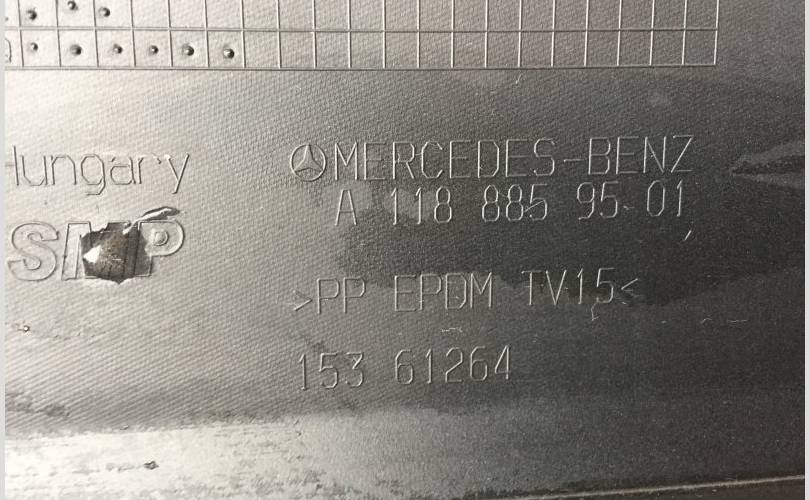 Hungary
SMP
MERCEDES-BENZ
A 118 885 95 01
>PP EPDM TV15<
153 61264